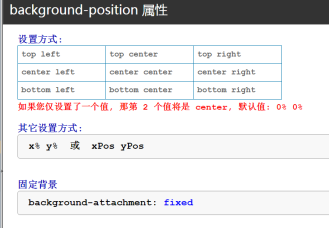 background-position 属性
设置方式:
top left top center top right
center left center center center right
bottom left bottom center bottom right
如果您仅设置了一个值, 那第 2 个值将是 center, 默认值: 0% 0%
其它设置方式:
x% y% 或 xPos yPos
固定背景
background-attachment: fixed